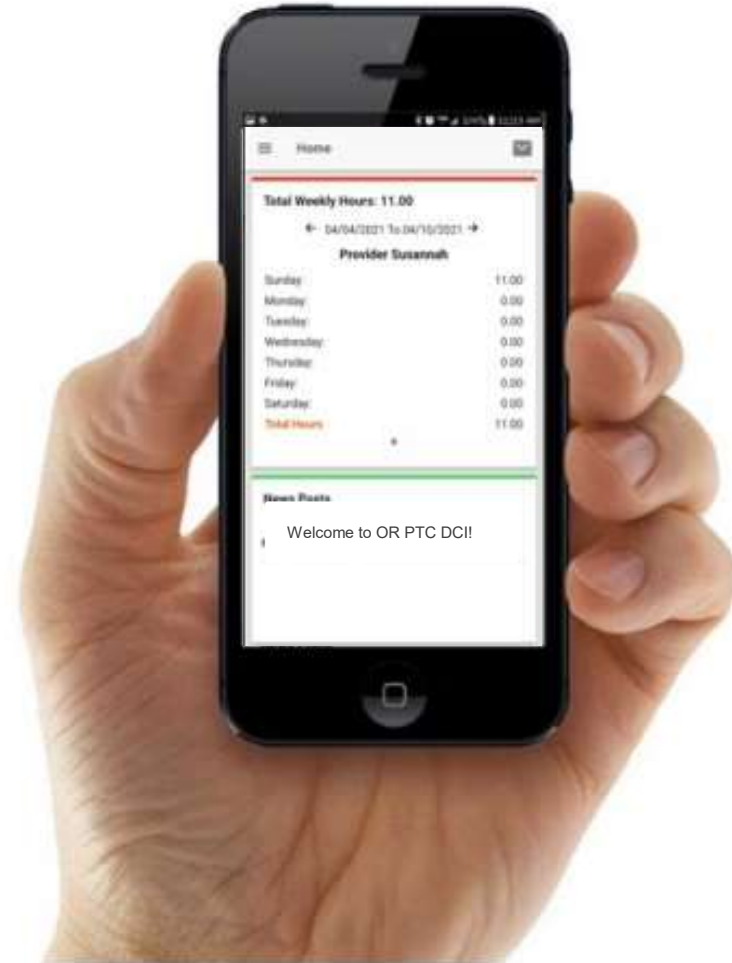 Home
Total Weekly Hours: 11.00
← 04/04/2021 To 04/10/2021 →
Provider Susannah
Sunday: 11.00
Monday: 0.00
Tuesday: 0.00
Wednesday: 0.00
Thursday: 0.00
Friday: 0.00
Saturday: 0.00
Total Hours 11.00
News Posts
Welcome to OR PTC DCI!